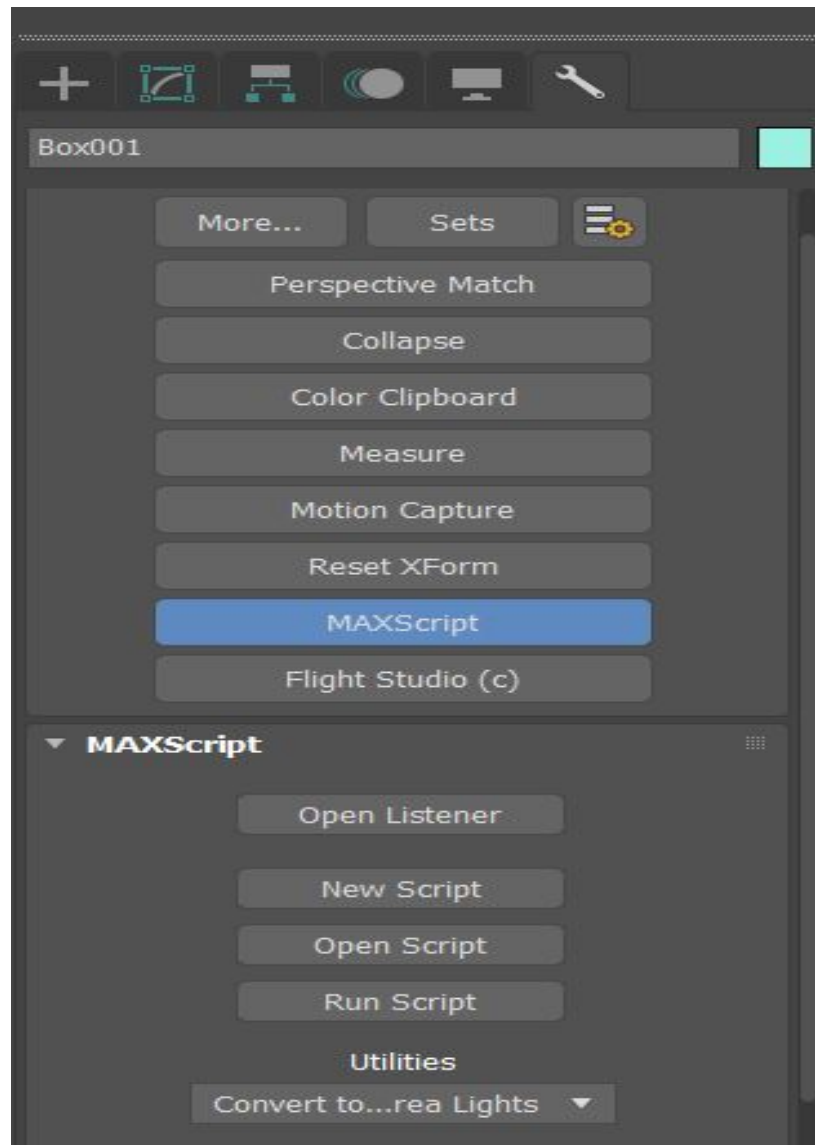 Box001
More... Sets
Perspective Match
Collapse
Color Clipboard
Measure
Motion Capture
Reset XForm
MAXScript
Flight Studio (c)
MAXScript
Open Listener
New Script
Open Script
Run Script
Utilities
Convert to...rea Lights